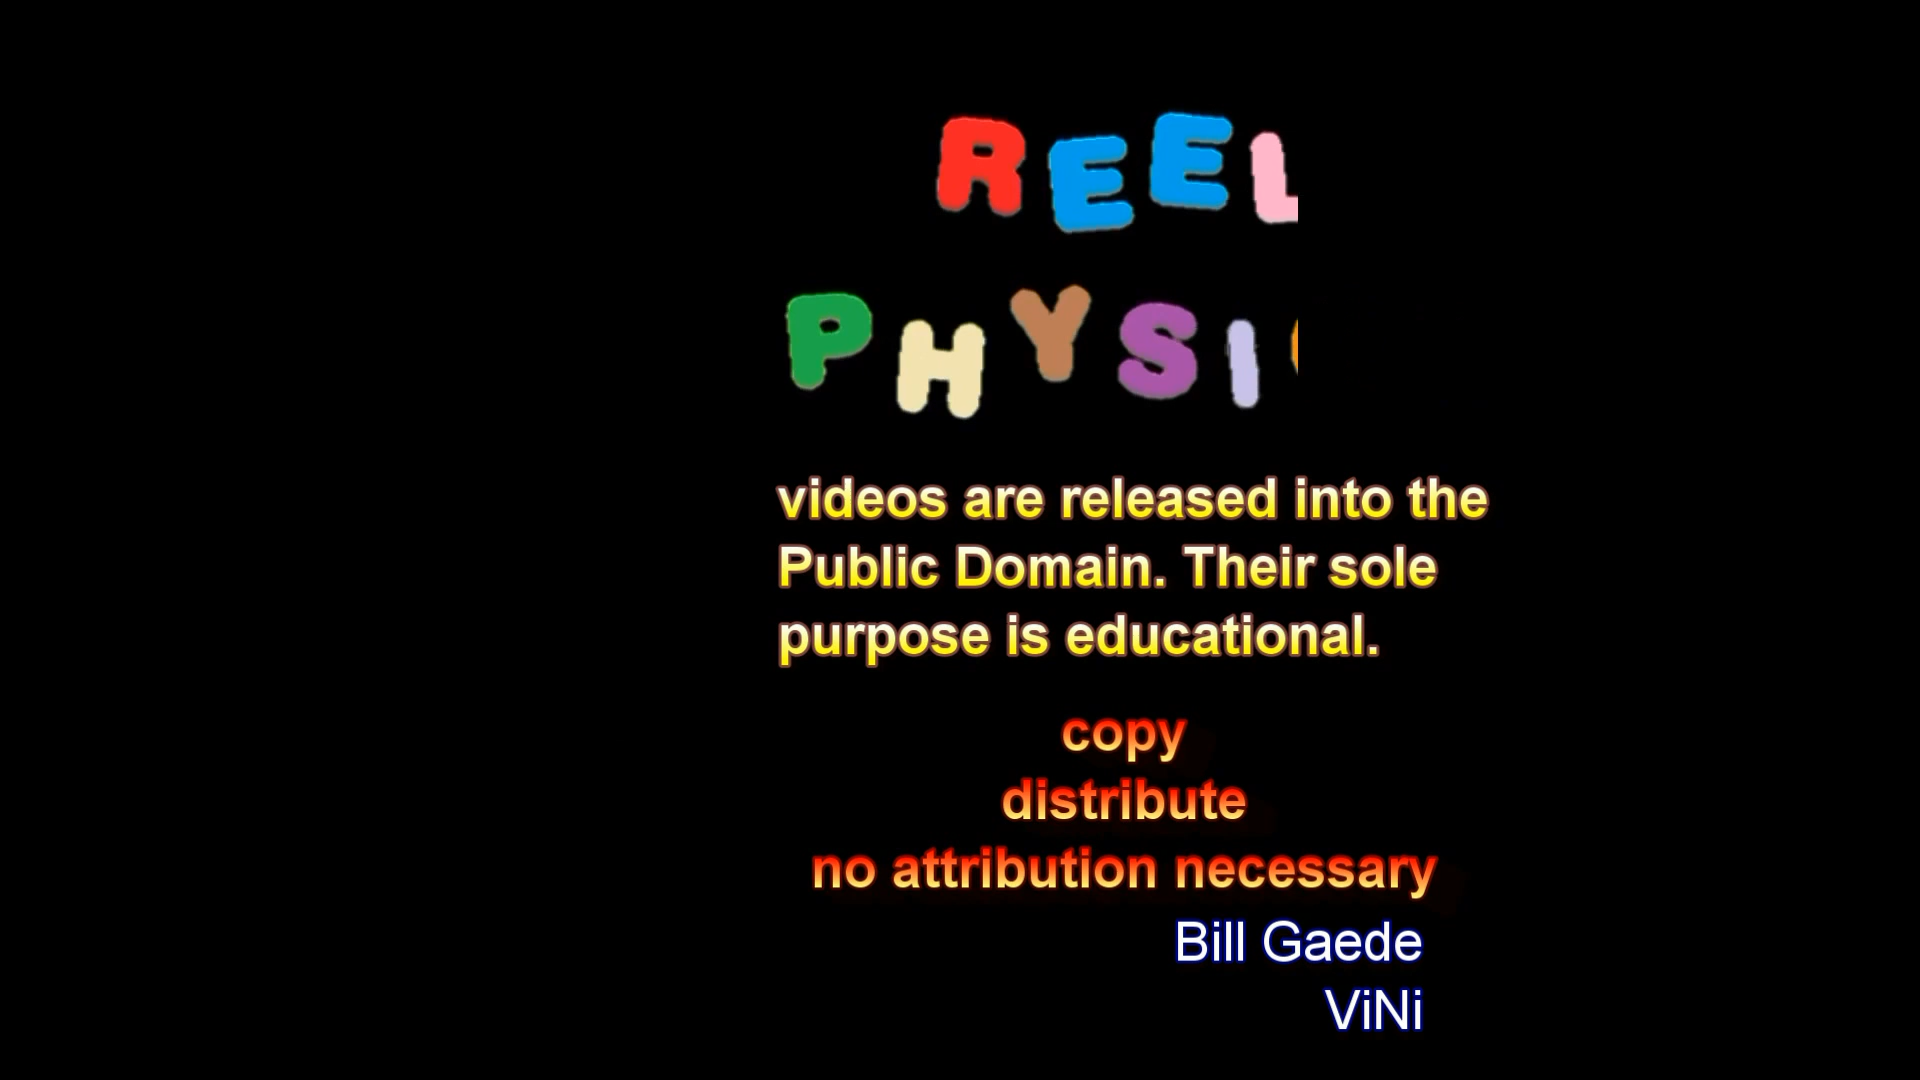 REEL
PHYSI
videos are released into the
Public Domain. Their sole
purpose is educational.
copy
distribute
no attribution necessary
Bill Gaede
ViNi